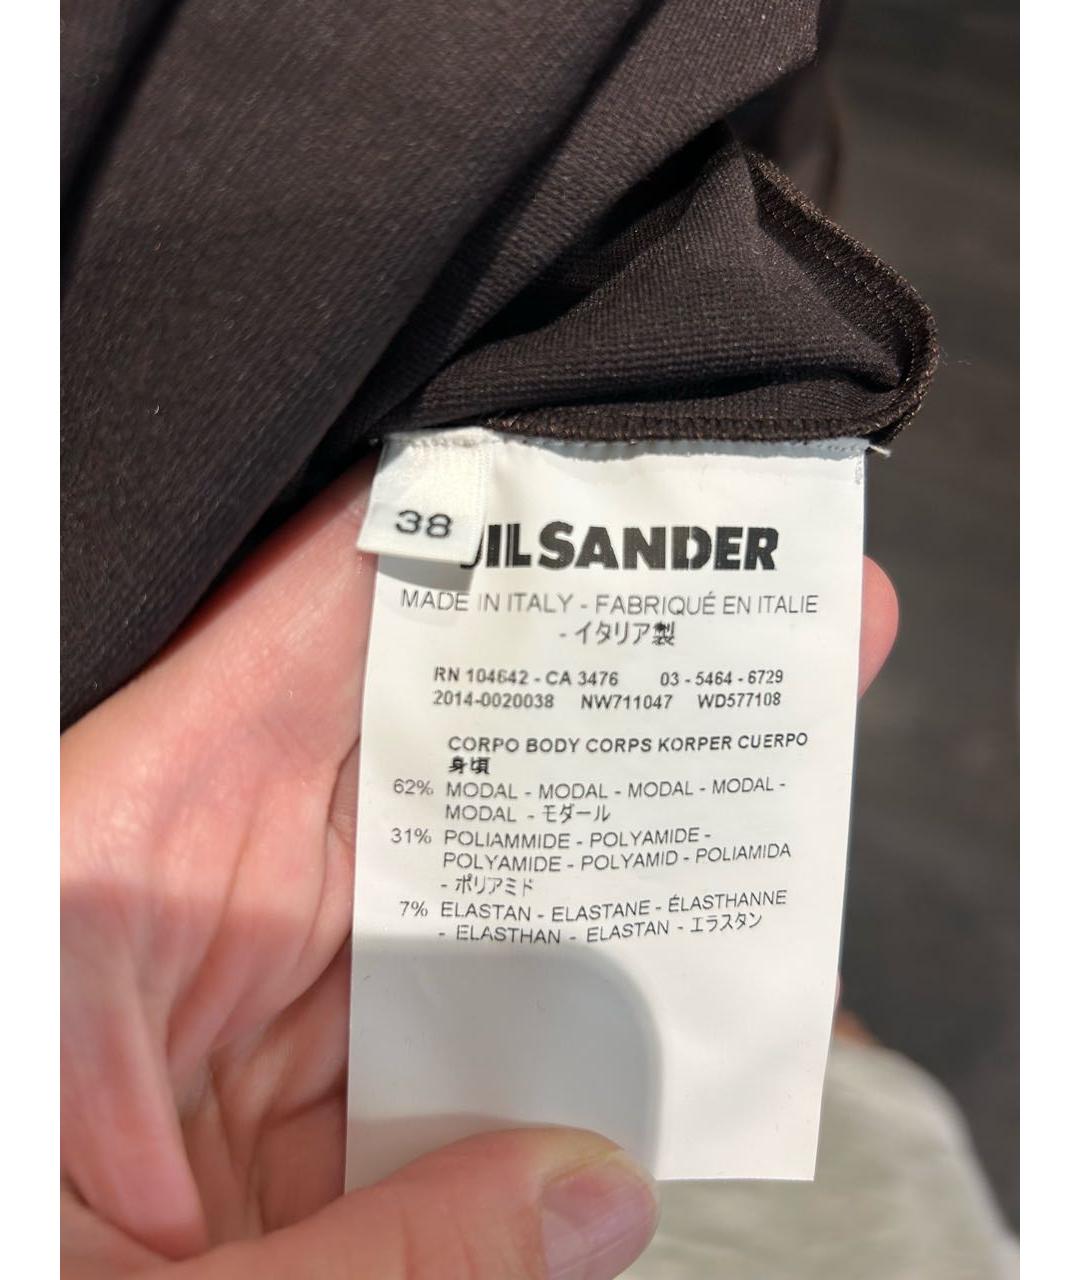 38
JIL SANDER
MADE IN ITALY - FABRIQUÉ EN ITALIE
- イタリア製
RN 104642 - CA 3476 03 - 5464 - 6729
2014-0020038 NW711047 WD577108
CORPO BODY CORPS KORPER CUERPO
身頃
62% MODAL - MODAL - MODAL - MODAL -
MODAL - モダール
31% POLIAMMIDE - POLYAMIDE -
POLYAMIDE - POLYAMID - POLIAMIDA
- ポリアミド
7% ELASTAN - ELASTANE - ÉLASTHANNE
- ELASTHAN - ELASTAN - エラスタン